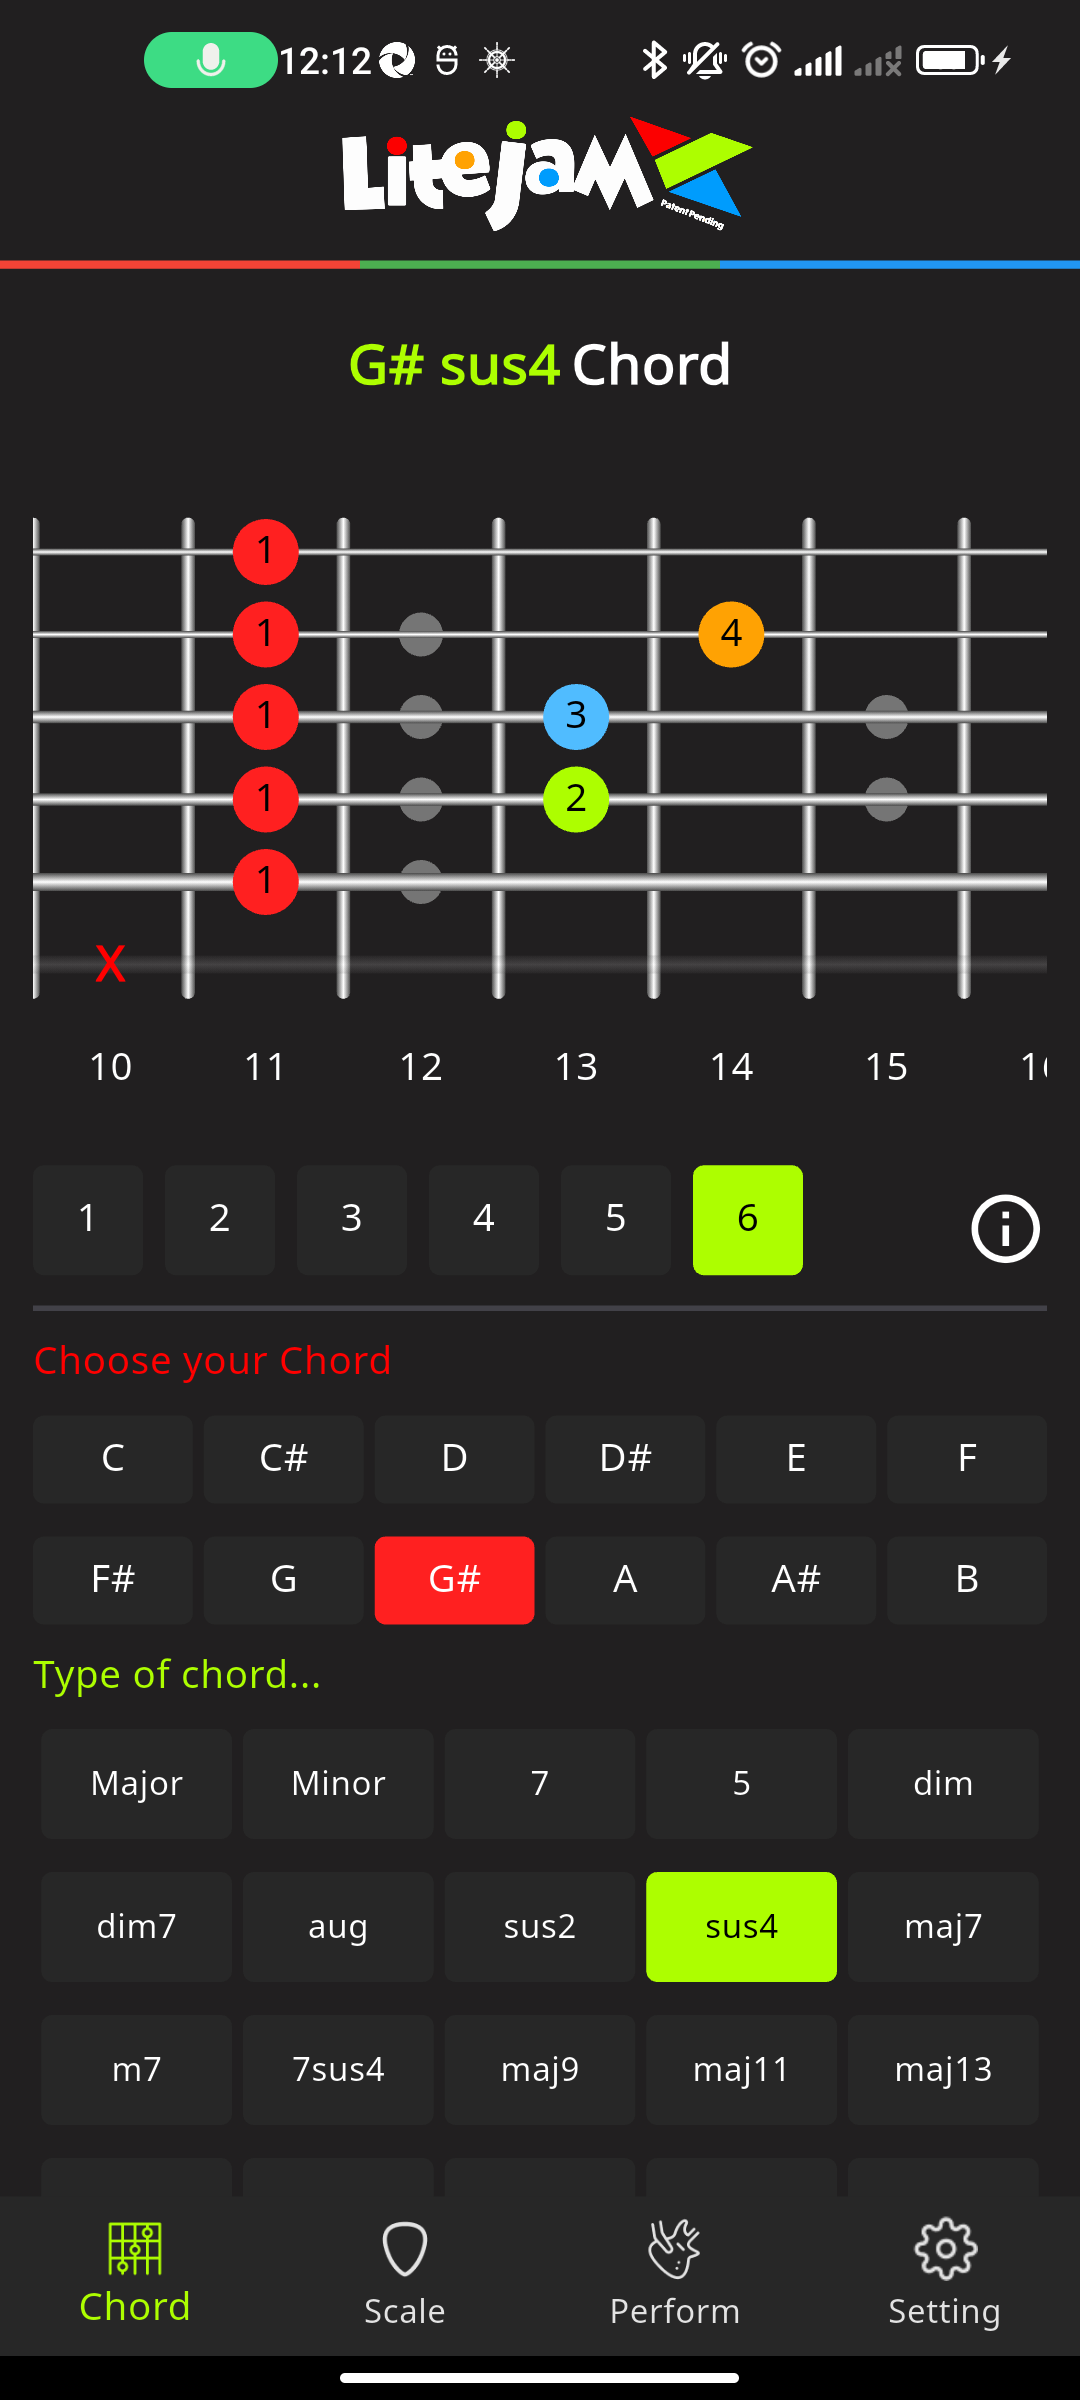 12:12
Litejam
Patent Pending
G# sus4 Chord
1
1
4
1
3
1
2
1
X
10 11 12 13 14 15
1 2 3 4 5 6
Choose your Chord
C C# D D# E F
F# G G# A A# B
Type of chord...
Major Minor 7 5 dim
dim7 aug sus2 sus4 maj7
m7 7sus4 maj9 maj11 maj13
Chord Scale Perform Setting